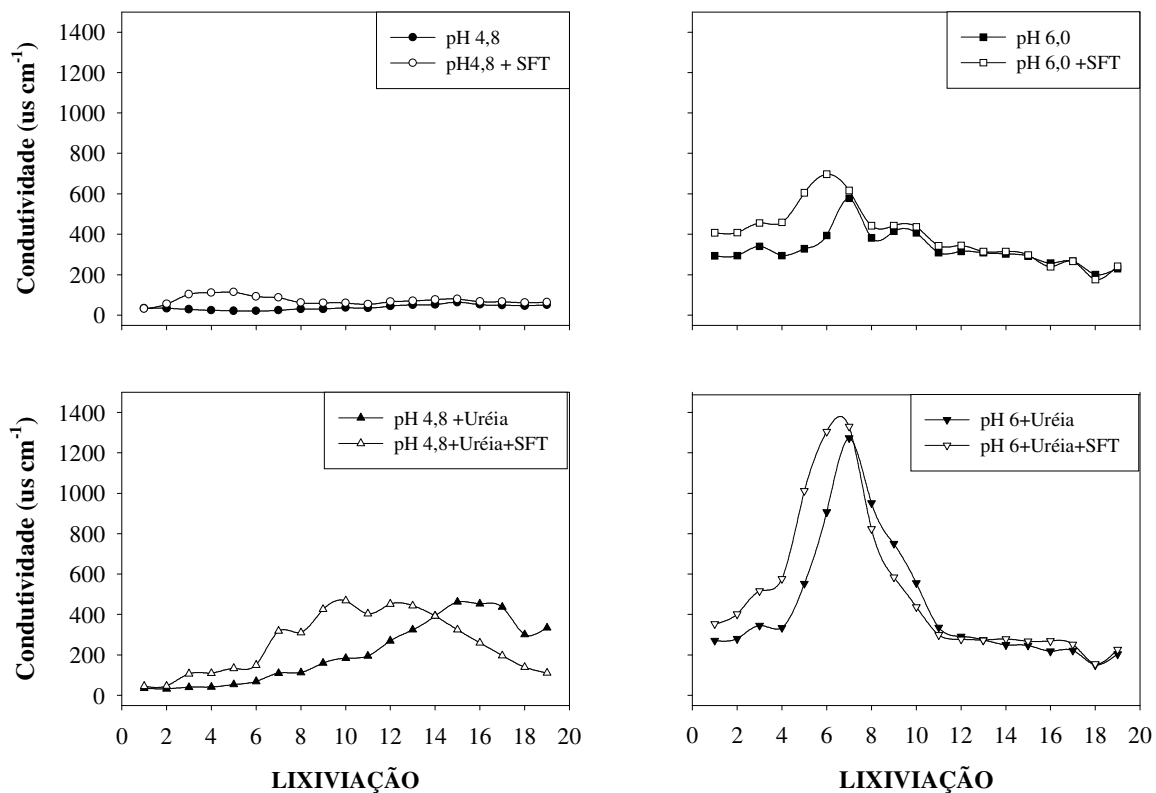 1400
1200
1000
800
600
400
200
0
Condutividade (us cm⁻¹)
pH 4,8
pH4,8 + SFT
pH 6,0
pH 6,0 +SFT
1400
1200
1000
800
600
400
200
0
Condutividade (us cm⁻¹)
pH 4,8 +Uréia
pH 4,8+Uréia+SFT
pH 6+Uréia
pH 6+Uréia+SFT
0 2 4 6 8 10 12 14 16 18 20
0 2 4 6 8 10 12 14 16 18 20
LIXIVIAÇÃO
LIXIVIAÇÃO